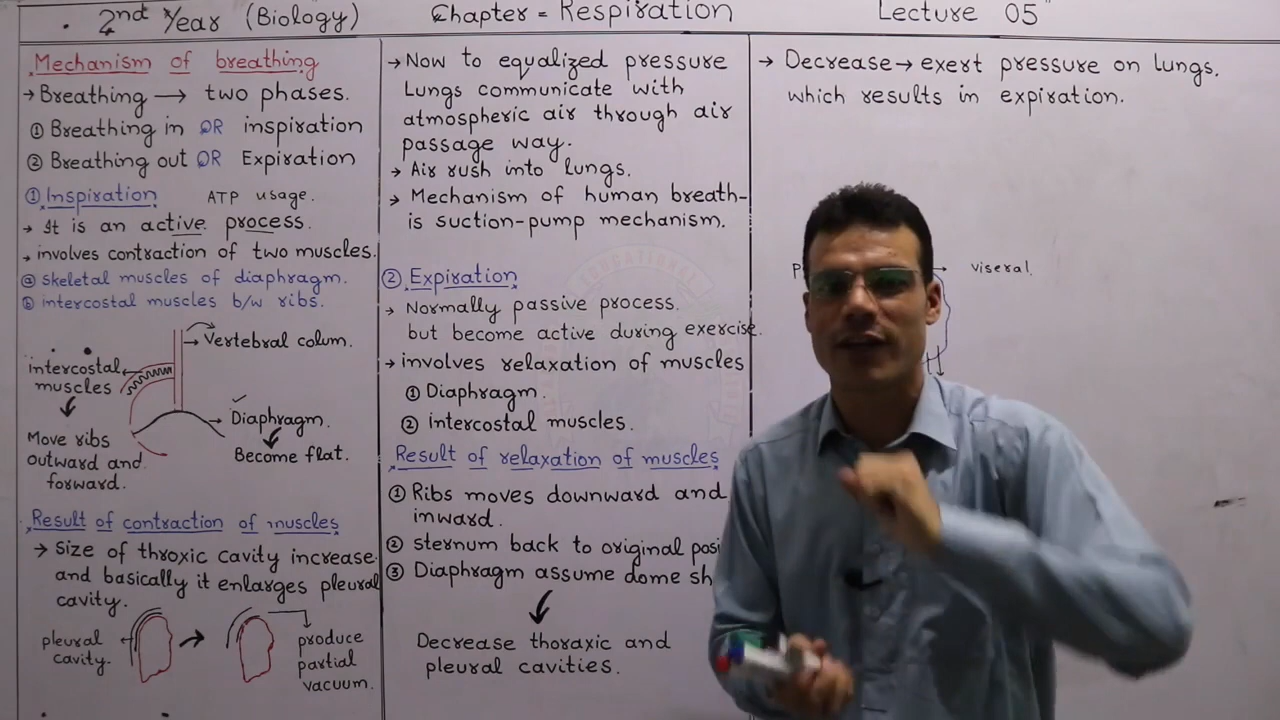 2nd Year (Biology)
Chapter = Respiration
Lecture 05
Mechanism of breathing
→ Breathing → two phases.
① Breathing in OR inspiration
② Breathing out OR Expiration
① Inspiration ATP usage.
→ It is an active process.
→ involves contraction of two muscles.
ⓐ skeletal muscles of diaphragm.
ⓑ intercostal muscles b/w ribs.
→ Vertebral colum.
intercostal
muscles
Move ribs
outward and
forward.
Diaphragm.
Become flat.
Result of contraction of muscles
→ size of throxic cavity increase
and basically it enlarges pleural
cavity.
pleural
cavity.
produce
partial
vacuum.
→ Now to equalized pressure
Lungs communicate with
atmospheric air through air
passage way.
→ Air rush into lungs.
→ Mechanism of human breath-
is suction-pump mechanism.
② Expiration
→ Normally passive process.
but become active during exercise.
→ involves relaxation of muscles
① Diaphragm.
② intercostal muscles.
Result of relaxation of muscles
① Ribs moves downward and
inward.
② sternum back to original posi
③ Diaphragm assume dome sh
Decrease thoraxic and
pleural cavities.
→ Decrease → exert pressure on lungs.
which results in expiration.
viseral.